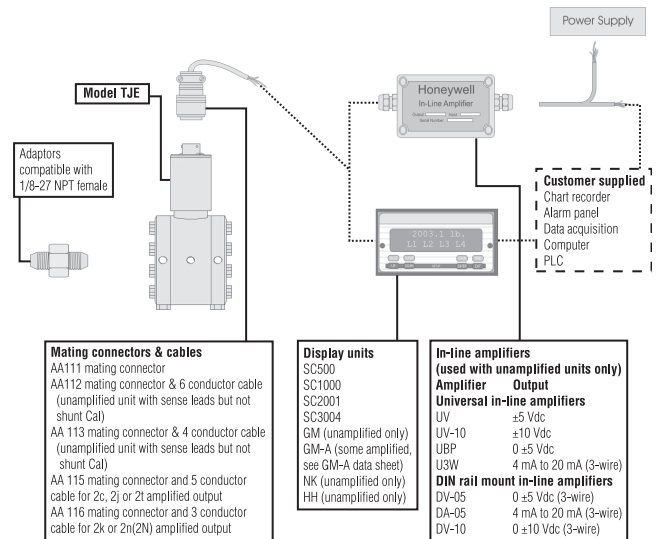 Power Supply
Model TJE
Honeywell
In-Line Amplifier
Output Input
Serial Number
Adaptors
compatible with
1/8-27 NPT female
Customer supplied
Chart recorder
Alarm panel
Data acquisition
Computer
PLC
2003.1 lb.
L1 L2 L3 L4
Mating connectors & cables
AA111 mating connector
AA112 mating connector & 6 conductor cable
(unamplified unit with sense leads but not
shunt Cal)
AA 113 mating connector & 4 conductor cable
(unamplified unit with sense leads but not
shunt Cal)
AA 115 mating connector and 5 conductor
cable for 2c, 2j or 2t amplified output
AA 116 mating connector and 3 conductor
cable for 2k or 2n(2N) amplified output
Display units
SC500
SC1000
SC2001
SC3004
GM (unamplified only)
GM-A (some amplified,
see GM-A data sheet)
NK (unamplified only)
HH (unamplified only)
In-line amplifiers
(used with unamplified units only)
Amplifier Output
Universal in-line amplifiers
UV ±5 Vdc
UV-10 ±10 Vdc
UBP 0 ±5 Vdc
U3W 4 mA to 20 mA (3-wire)
DIN rail mount in-line amplifiers
DV-05 0 ±5 Vdc (3-wire)
DA-05 4 mA to 20 mA (3-wire)
DV-10 0 ±10 Vdc (3-wire)